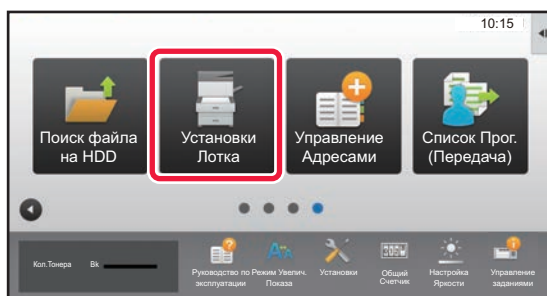 10:15
Поиск файла
на HDD
Установки
Лотка
Управление
Адресами
Список Прог.
(Передача)
Кол.Тонера Bk
Руководство по
эксплуатации
Режим Увелич.
Показа
Установки
Общий
Счетчик
Настройка
Яркости
Управление
заданиями